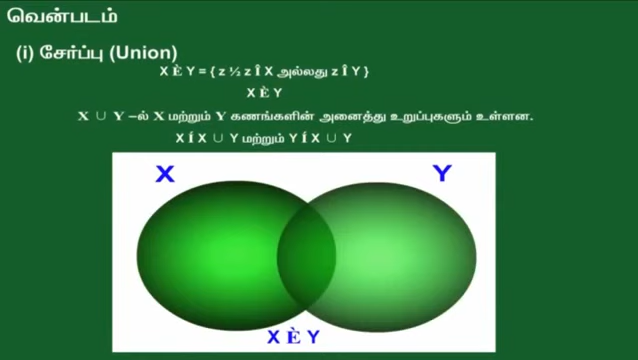 வென்படம்
(i) சேர்ப்பு (Union)
X È Y = { z ½ z Î X அல்லது z Î Y }
X È Y
X ∪ Y –ல் X மற்றும் Y கணங்களின் அனைத்து உறுப்புகளும் உள்ளன.
X Í X ∪ Y மற்றும் Y Í X ∪ Y
X Y
X È Y